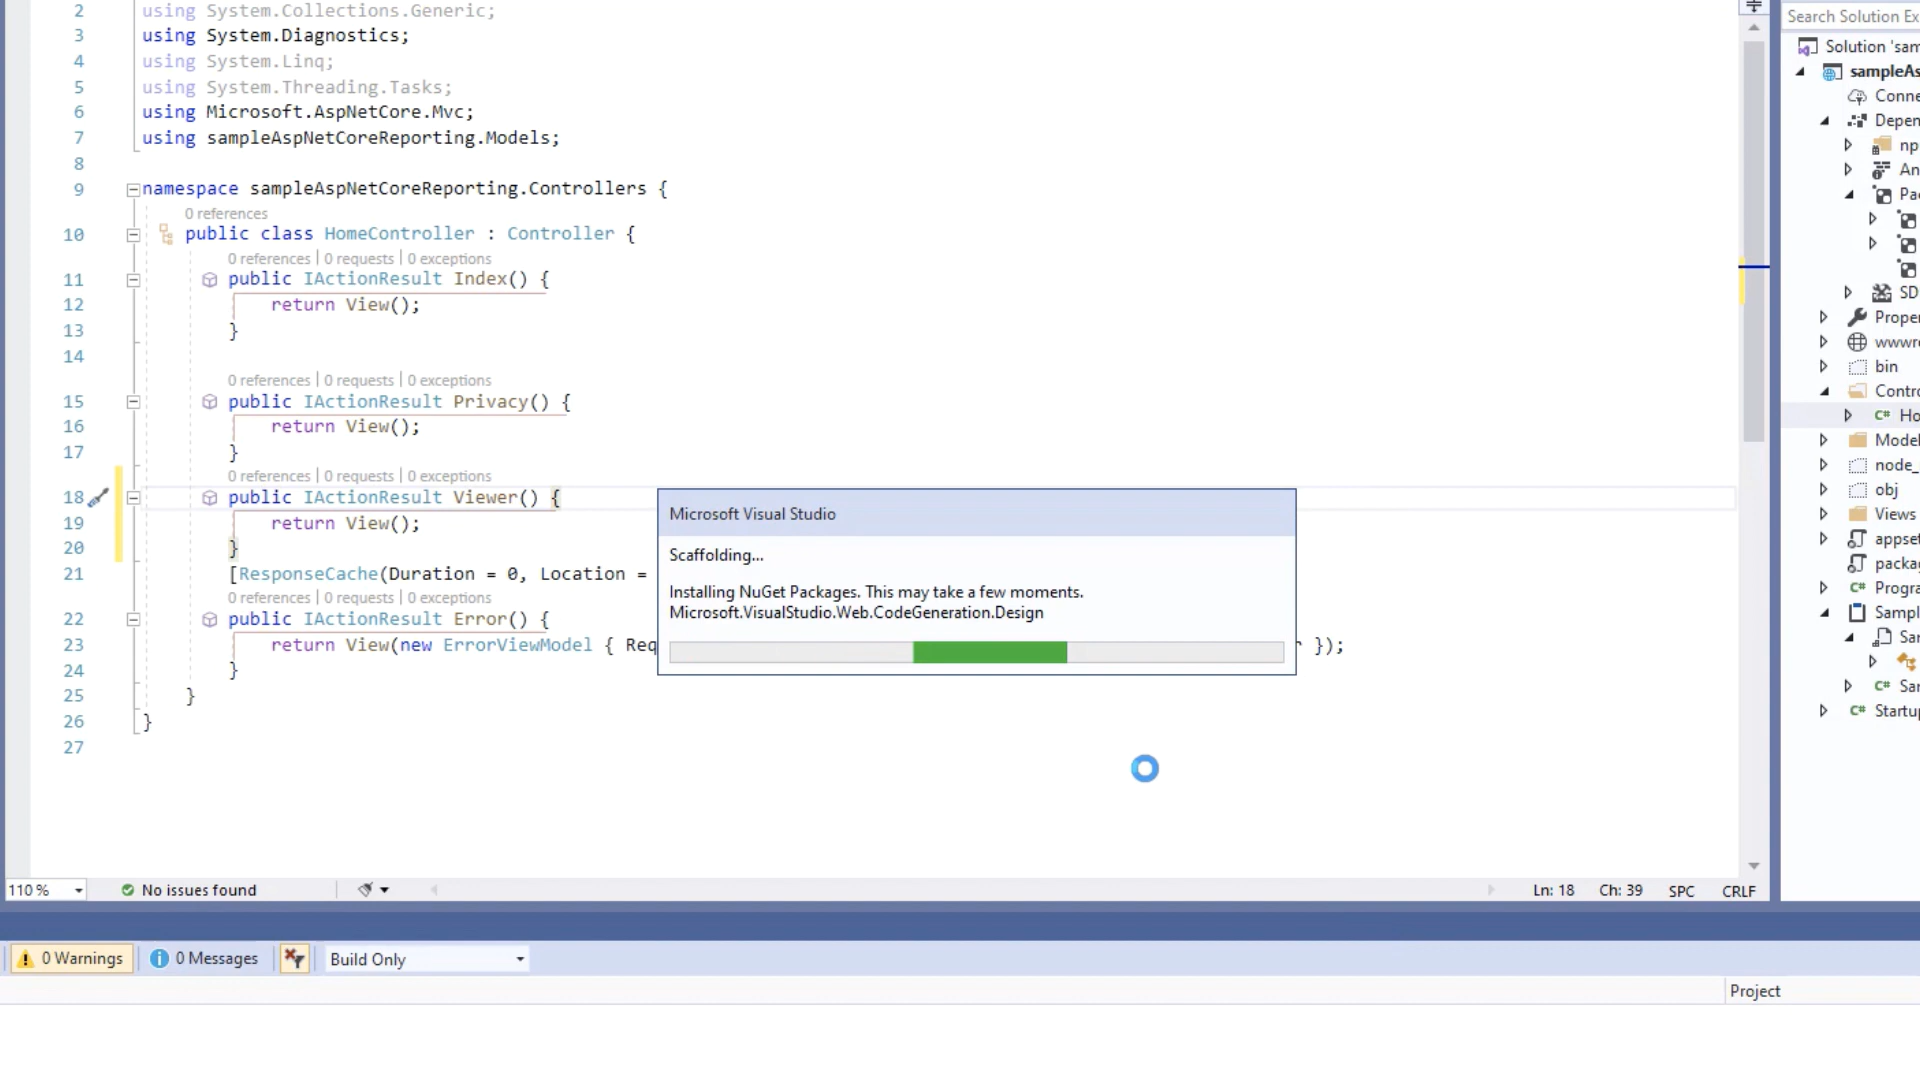 2 using System.Collections.Generic;
3 using System.Diagnostics;
4 using System.Linq;
5 using System.Threading.Tasks;
6 using Microsoft.AspNetCore.Mvc;
7 using sampleAspNetCoreReporting.Models;
8
9 namespace sampleAspNetCoreReporting.Controllers {
0 references
10 public class HomeController : Controller {
0 references | 0 requests | 0 exceptions
11 public IActionResult Index() {
12 return View();
13 }
14
0 references | 0 requests | 0 exceptions
15 public IActionResult Privacy() {
16 return View();
17 }
0 references | 0 requests | 0 exceptions
18 public IActionResult Viewer() {
19 return View();
20 }
21 [ResponseCache(Duration = 0, Location =
0 references | 0 requests | 0 exceptions
22 public IActionResult Error() {
23 return View(new ErrorViewModel { Req });
24 }
25 }
26 }
27
Microsoft Visual Studio
Scaffolding...
Installing NuGet Packages. This may take a few moments.
Microsoft.VisualStudio.Web.CodeGeneration.Design
110 % No issues found Ln: 18 Ch: 39 SPC CRLF
0 Warnings 0 Messages Build Only
Project
Search Solution Ex
Solution 'sam
sampleAs
Conne
Depen
np
An
Pac
SD
Proper
wwwro
bin
Contro
C# Ho
Model
node_
obj
Views
appset
packag
C# Progra
Sampl
Sar
C# Sar
C# Startup